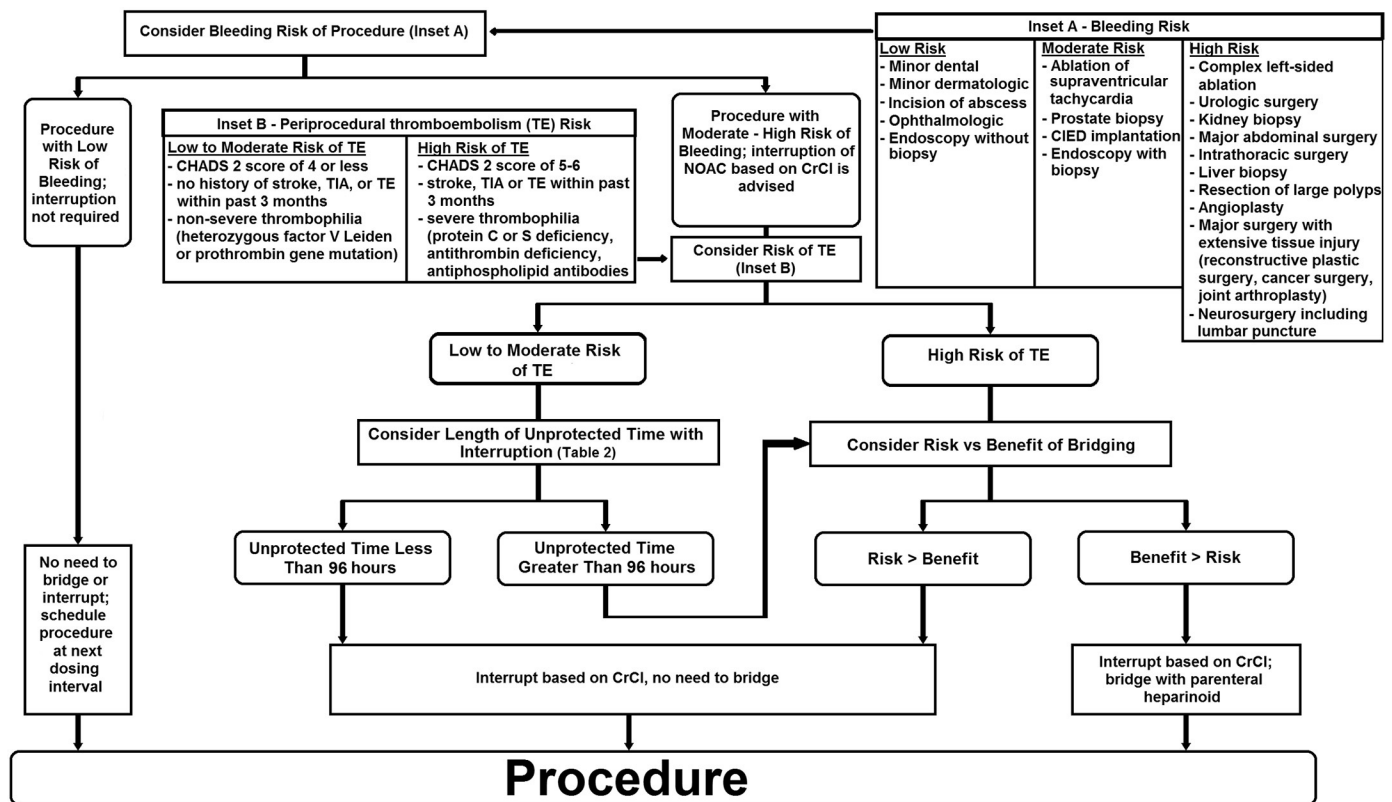 Consider Bleeding Risk of Procedure (Inset A)
Inset A - Bleeding Risk
Low Risk
- Minor dental
- Minor dermatologic
- Incision of abscess
- Ophthalmologic
- Endoscopy without
biopsy
Moderate Risk
- Ablation of
supraventricular
tachycardia
- Prostate biopsy
- CIED implantation
- Endoscopy with
biopsy
High Risk
- Complex left-sided
ablation
- Urologic surgery
- Kidney biopsy
- Major abdominal surgery
- Intrathoracic surgery
- Liver biopsy
- Resection of large polyps
- Angioplasty
- Major surgery with
extensive tissue injury
(reconstructive plastic
surgery, cancer surgery,
joint arthroplasty)
- Neurosurgery including
lumbar puncture
Procedure
with Low
Risk of
Bleeding;
interruption
not required
Inset B - Periprocedural thromboembolism (TE) Risk
Low to Moderate Risk of TE
- CHADS 2 score of 4 or less
- no history of stroke, TIA, or TE
within past 3 months
- non-severe thrombophilia
(heterozygous factor V Leiden
or prothrombin gene mutation)
High Risk of TE
- CHADS 2 score of 5-6
- stroke, TIA or TE within past
3 months
- severe thrombophilia
(protein C or S deficiency,
antithrombin deficiency,
antiphospholipid antibodies
Procedure with
Moderate - High Risk of
Bleeding; interruption of
NOAC based on CrCl is
advised
Consider Risk of TE
(Inset B)
Low to Moderate Risk
of TE
High Risk of TE
Consider Length of Unprotected Time with
Interruption (Table 2)
Consider Risk vs Benefit of Bridging
Unprotected Time Less
Than 96 hours
Unprotected Time
Greater Than 96 hours
Risk > Benefit
Benefit > Risk
No need to
bridge or
interrupt;
schedule
procedure
at next
dosing
interval
Interrupt based on CrCl, no need to bridge
Interrupt based on CrCl;
bridge with parenteral
heparinoid
Procedure